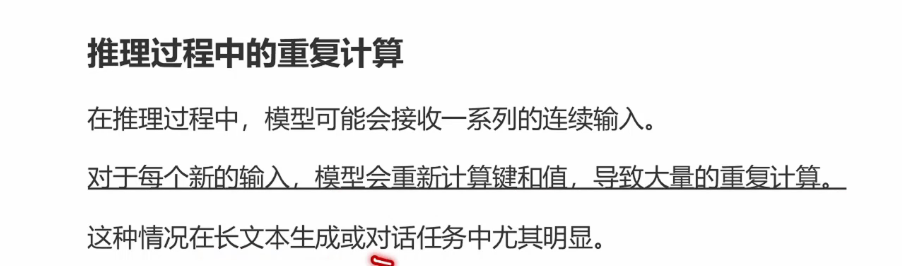 推理过程中的重复计算
在推理过程中，模型可能会接收一系列的连续输入。
对于每个新的输入，模型会重新计算键和值，导致大量的重复计算。
这种情况在长文本生成或对话任务中尤其明显。